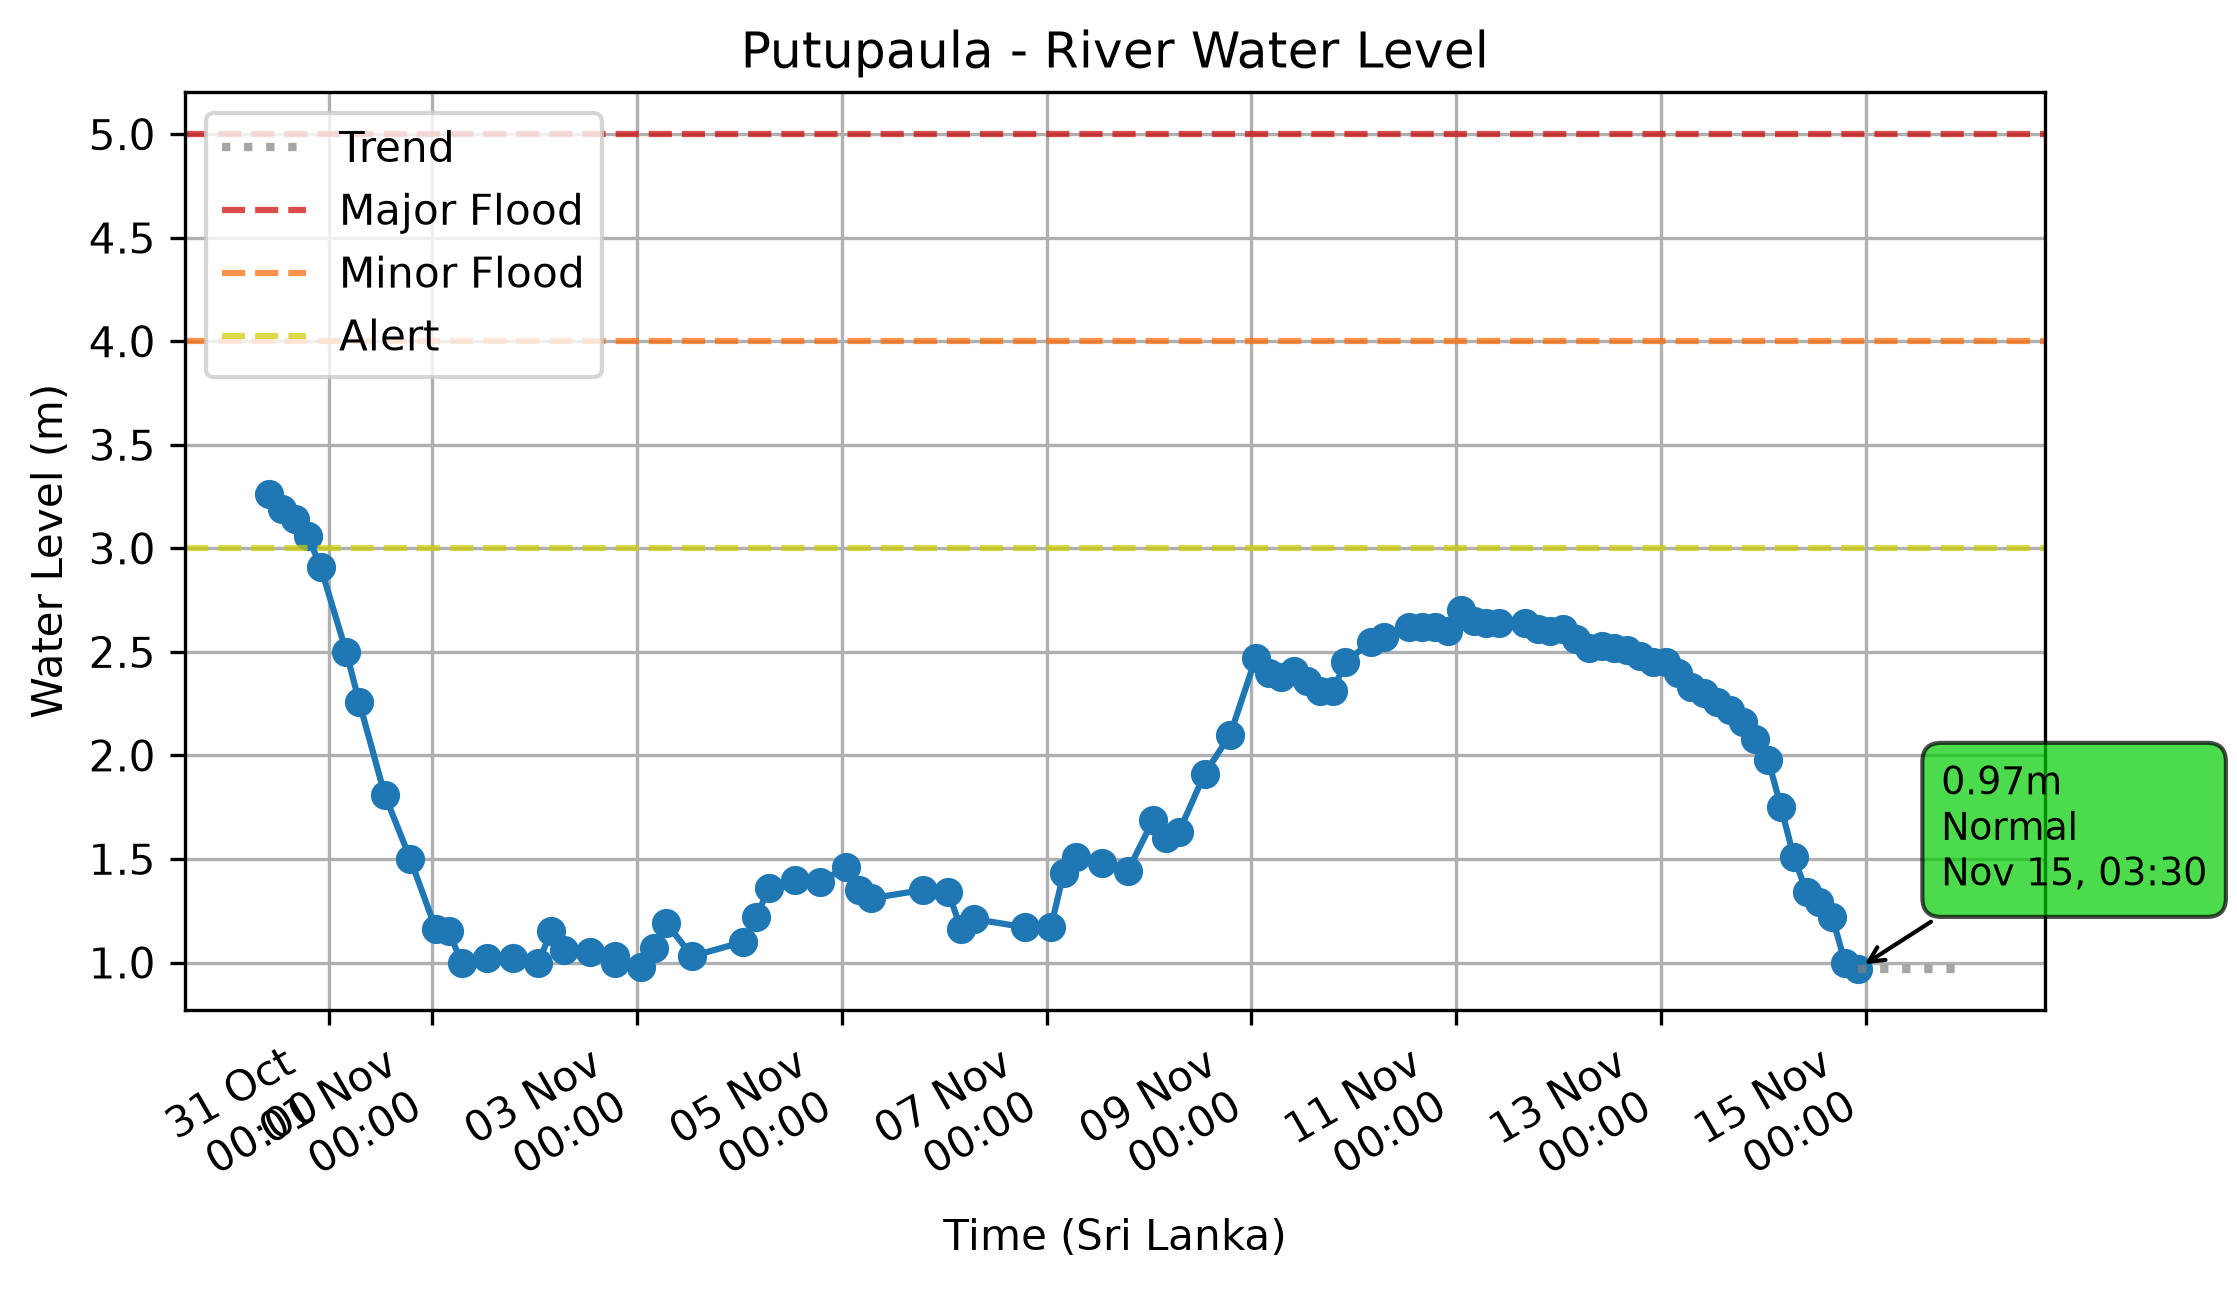 Putupaula - River Water Level
Trend
Major Flood
Minor Flood
Alert
5.0
4.5
4.0
3.5
3.0
2.5
2.0
1.5
1.0
Water Level (m)
0.97m
Normal
Nov 15, 03:30
31 Oct
00:00
01 Nov
00:00
03 Nov
00:00
05 Nov
00:00
07 Nov
00:00
09 Nov
00:00
11 Nov
00:00
13 Nov
00:00
15 Nov
00:00
Time (Sri Lanka)